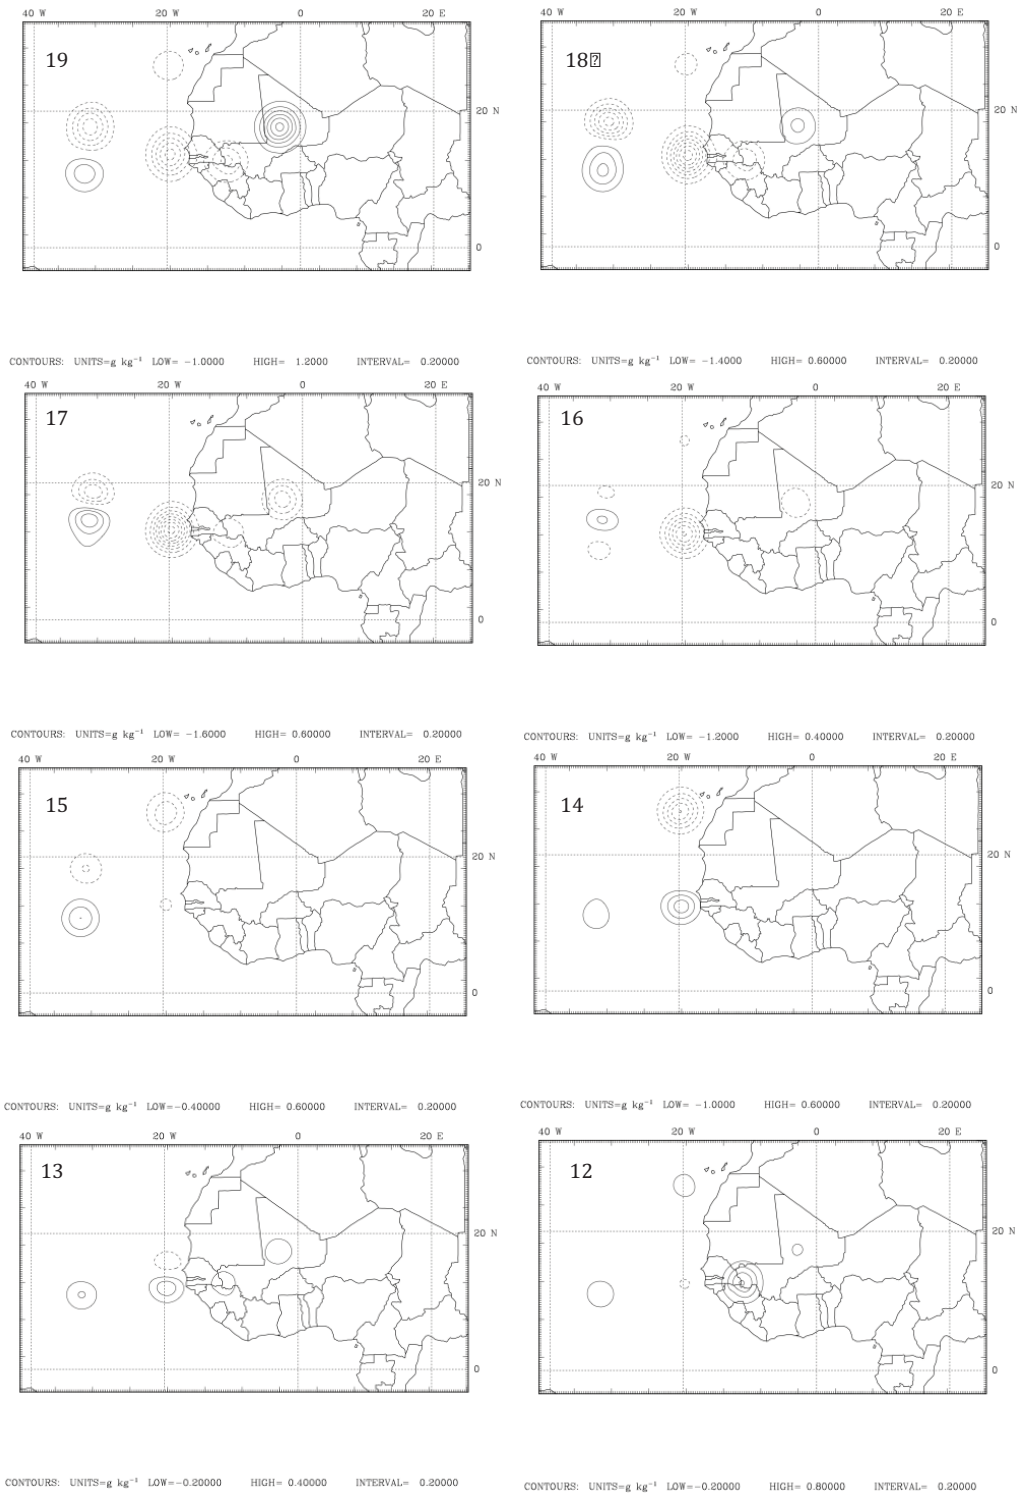 40 W 20 W 0 20 E
19
20 N
0
CONTOURS: UNITS=g kg⁻¹ LOW= −1.0000 HIGH= 1.2000 INTERVAL= 0.20000
20 W 0 20 E
18⍰
20 N
0
CONTOURS: UNITS=g kg⁻¹ LOW= −1.4000 HIGH= 0.60000 INTERVAL= 0.20000
40 W 20 W 0 20 E
17
20 N
0
CONTOURS: UNITS=g kg⁻¹ LOW= −1.6000 HIGH= 0.60000 INTERVAL= 0.20000
40 W 20 W 0 20 E
16
20 N
0
CONTOURS: UNITS=g kg⁻¹ LOW= −1.2000 HIGH= 0.40000 INTERVAL= 0.20000
40 W 20 W 0 20 E
15
20 N
0
CONTOURS: UNITS=g kg⁻¹ LOW=−0.40000 HIGH= 0.60000 INTERVAL= 0.20000
40 W 20 W 0 20 E
14
20 N
0
CONTOURS: UNITS=g kg⁻¹ LOW= −1.0000 HIGH= 0.60000 INTERVAL= 0.20000
40 W 20 W 0 20 E
13
20 N
0
CONTOURS: UNITS=g kg⁻¹ LOW=−0.20000 HIGH= 0.40000 INTERVAL= 0.20000
20 W 0 20 E
12
20 N
0
CONTOURS: UNITS=g kg⁻¹ LOW=−0.20000 HIGH= 0.80000 INTERVAL= 0.20000